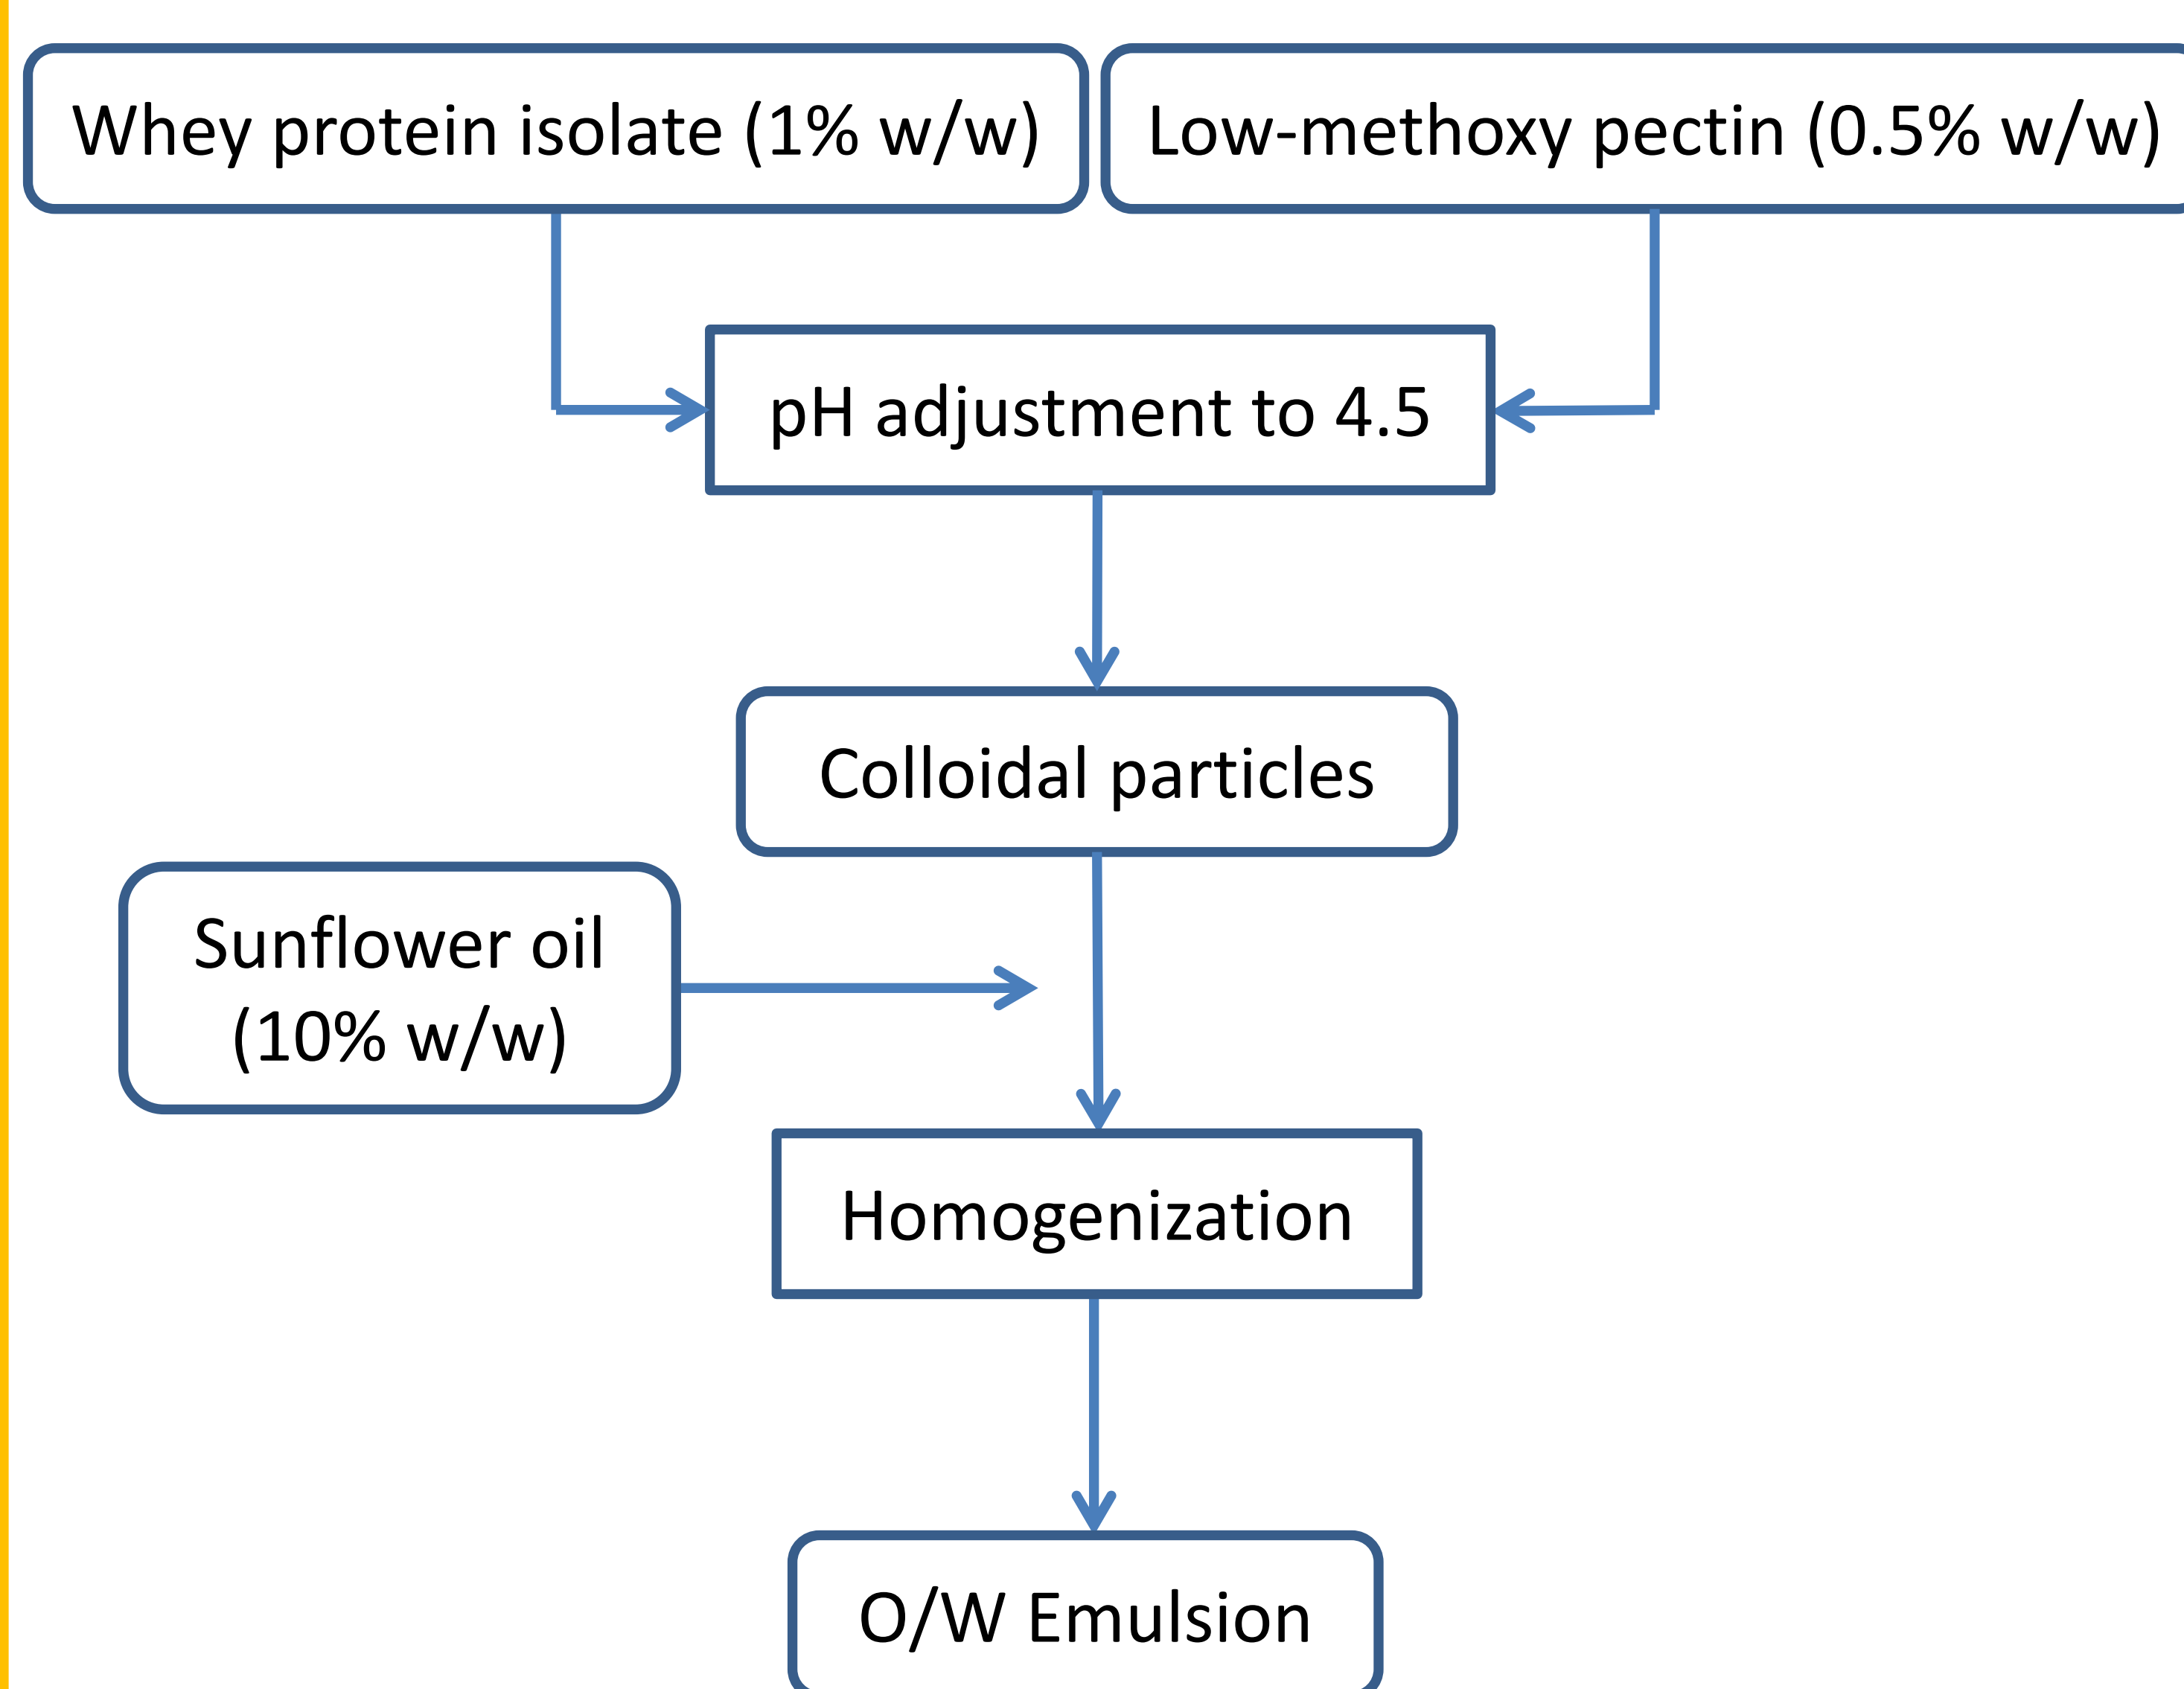 Whey protein isolate (1% w/w)
Low-methoxy pectin (0.5% w/w)
pH adjustment to 4.5
Colloidal particles
Sunflower oil
(10% w/w)
Homogenization
O/W Emulsion